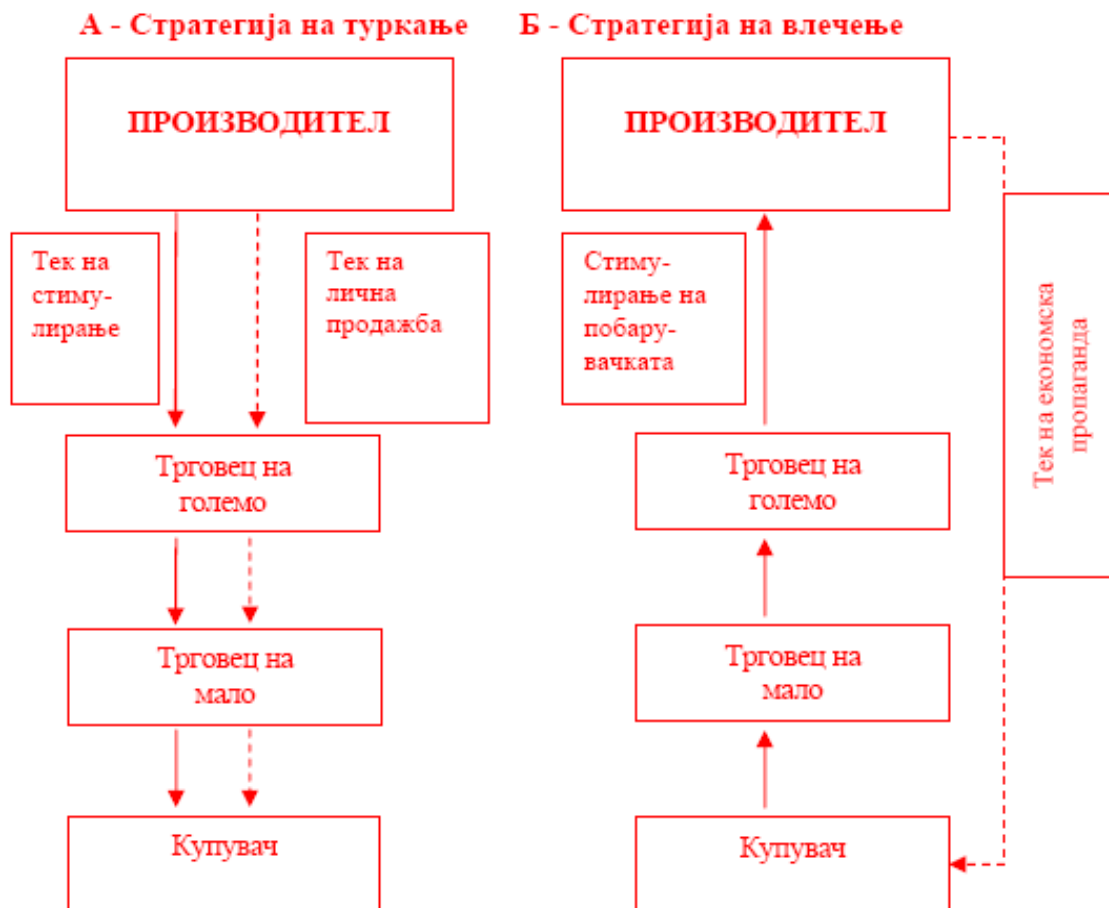 А - Стратегија на туркање
ПРОИЗВОДИТЕЛ
Тек на
стиму-
лирање
Тек на
лична
продажба
Трговец на
големо
Трговец на
мало
Купувач
Б - Стратегија на влечење
ПРОИЗВОДИТЕЛ
Стиму-
лирање на
побару-
вачката
Тек на економска
пропаганда
Трговец на
големо
Трговец на
мало
Купувач